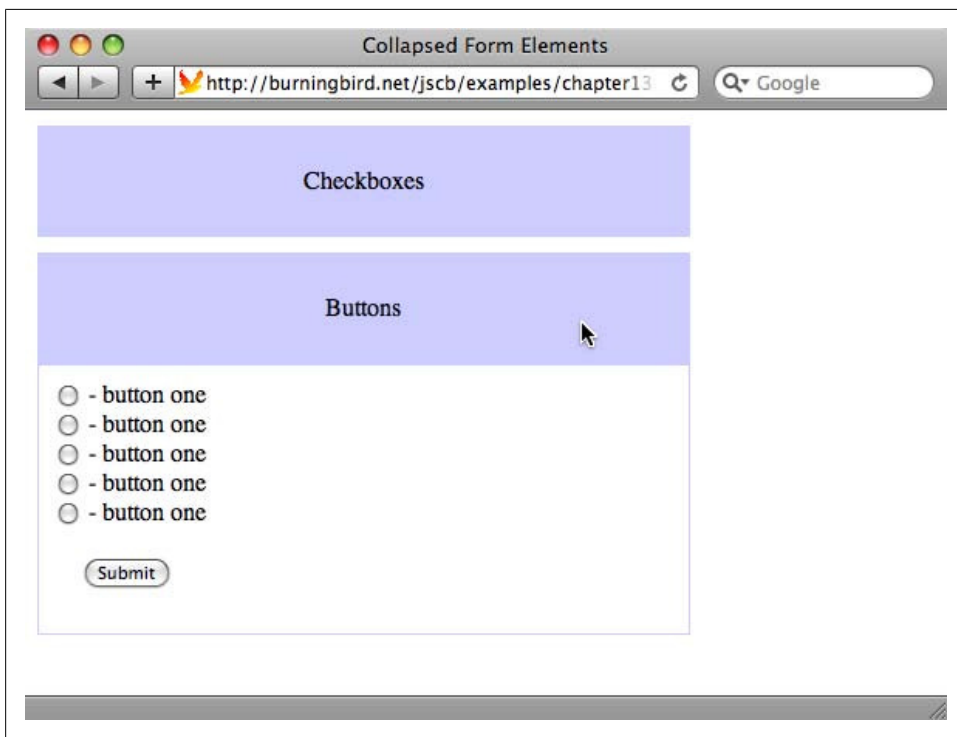 Collapsed Form Elements
http://burningbird.net/jscb/examples/chapter13
Google
Checkboxes
Buttons
- button one
- button one
- button one
- button one
- button one
Submit